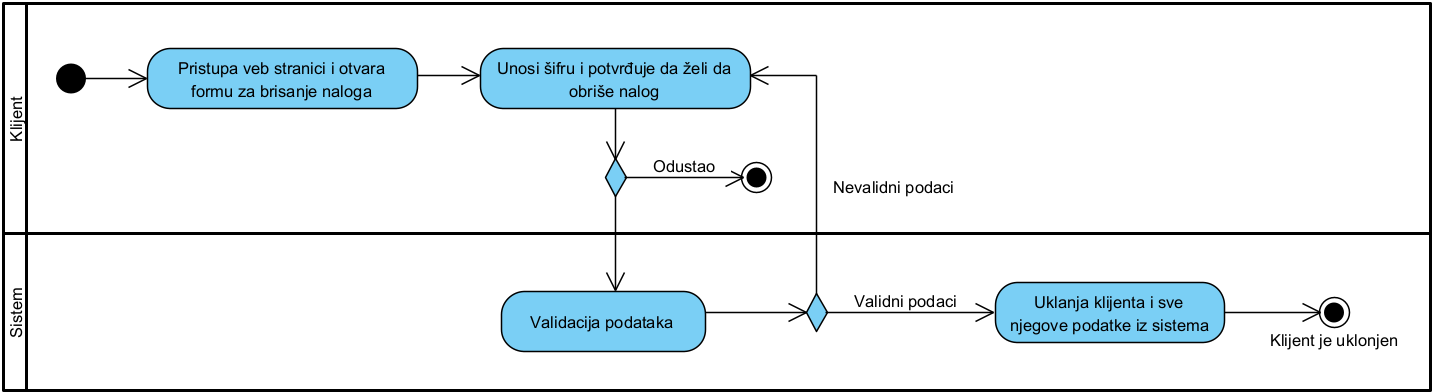 Klijent
Pristupa veb stranici i otvara
formu za brisanje naloga
Unosi šifru i potvrđuje da želi da
obriše nalog
Odustao
Nevalidni podaci
Sistem
Validacija podataka
Validni podaci
Uklanja klijenta i sve
njegove podatke iz sistema
Klijent je uklonjen